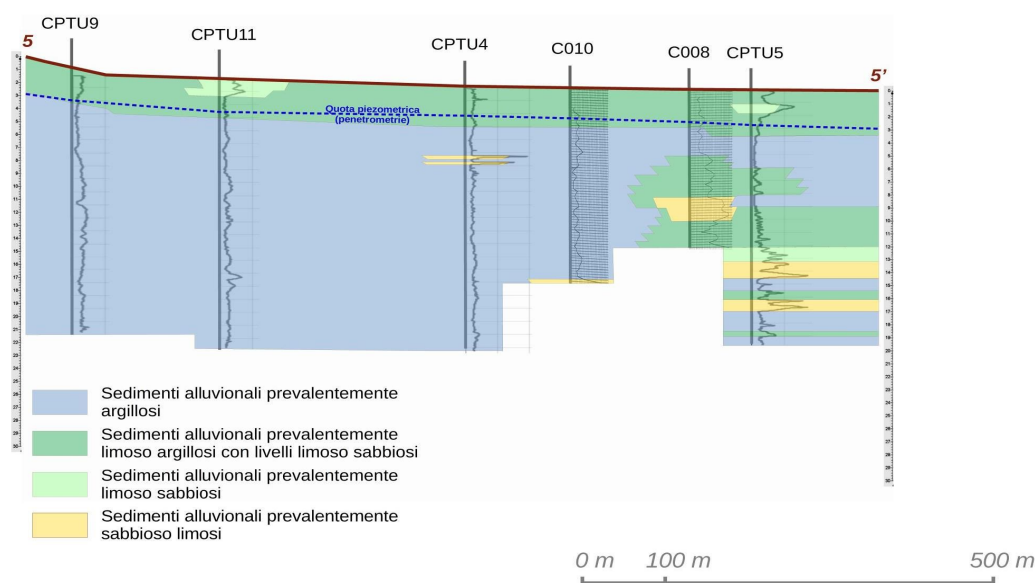 CPTU9
CPTU11
CPTU4
C010
C008
CPTU5
5
5’
Quota piezometrica
(penetrometrie)
Sedimenti alluvionali prevalentemente
argillosi
Sedimenti alluvionali prevalentemente
limoso argillosi con livelli limoso sabbiosi
Sedimenti alluvionali prevalentemente
limoso sabbiosi
Sedimenti alluvionali prevalentemente
sabbioso limosi
0 m 100 m 500 m